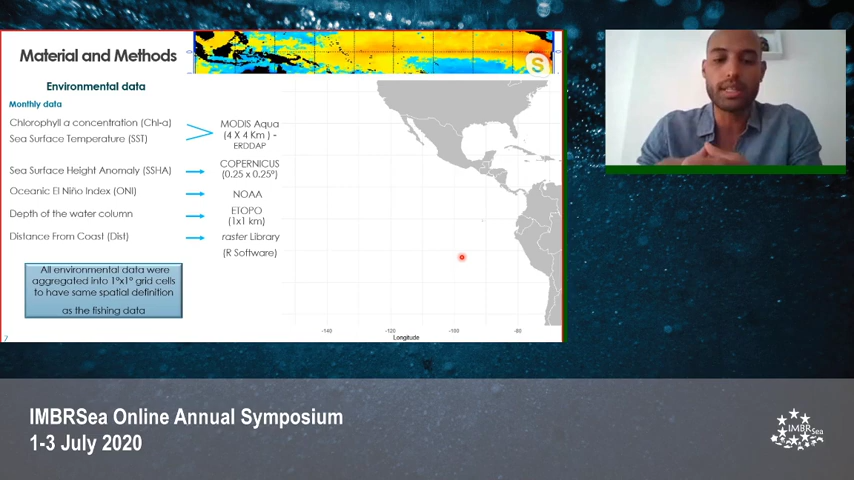 Material and Methods
S
Environmental data
Monthly data
Chlorophyll a concentration (Chl-a)
Sea Surface Temperature (SST)
MODIS Aqua
(4 X 4 Km ) -
ERDDAP
Sea Surface Height Anomaly (SSHA)
COPERNICUS
(0.25 x 0.25º)
Oceanic El Niño Index (ONI)
NOAA
Depth of the water column
ETOPO
(1x1 km)
Distance From Coast (Dist)
raster Library
(R Software)
All environmental data were
aggregated into 1ºx1º grid cells
to have same spatial definition
as the fishing data
-140
-120
-100
-80
Longitude
7
IMBRSea Online Annual Symposium
1-3 July 2020
IMBRSea